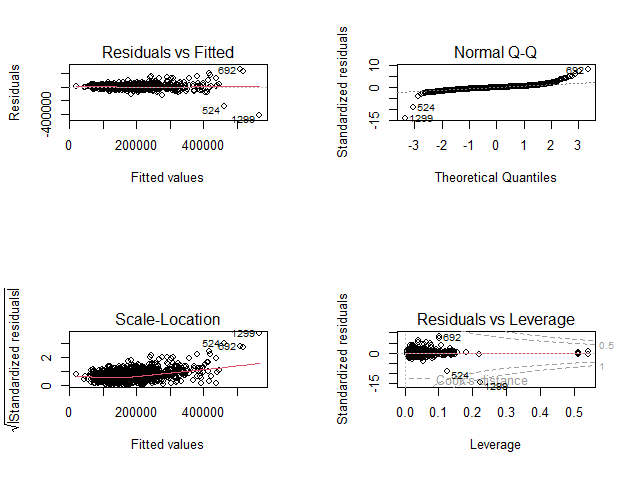 Residuals vs Fitted
Residuals
-400000
692
524
1299
0 200000 400000
Fitted values
Normal Q-Q
Standardized residuals
-15 0 10
692
524
1299
-3 -2 -1 0 1 2 3
Theoretical Quantiles
Scale-Location
√|Standardized residuals|
0 2
1299
524
692
0 200000 400000
Fitted values
Residuals vs Leverage
Standardized residuals
-15 0
692
524
1299
Cook's distance
0.5
1
0.0 0.1 0.2 0.3 0.4 0.5
Leverage